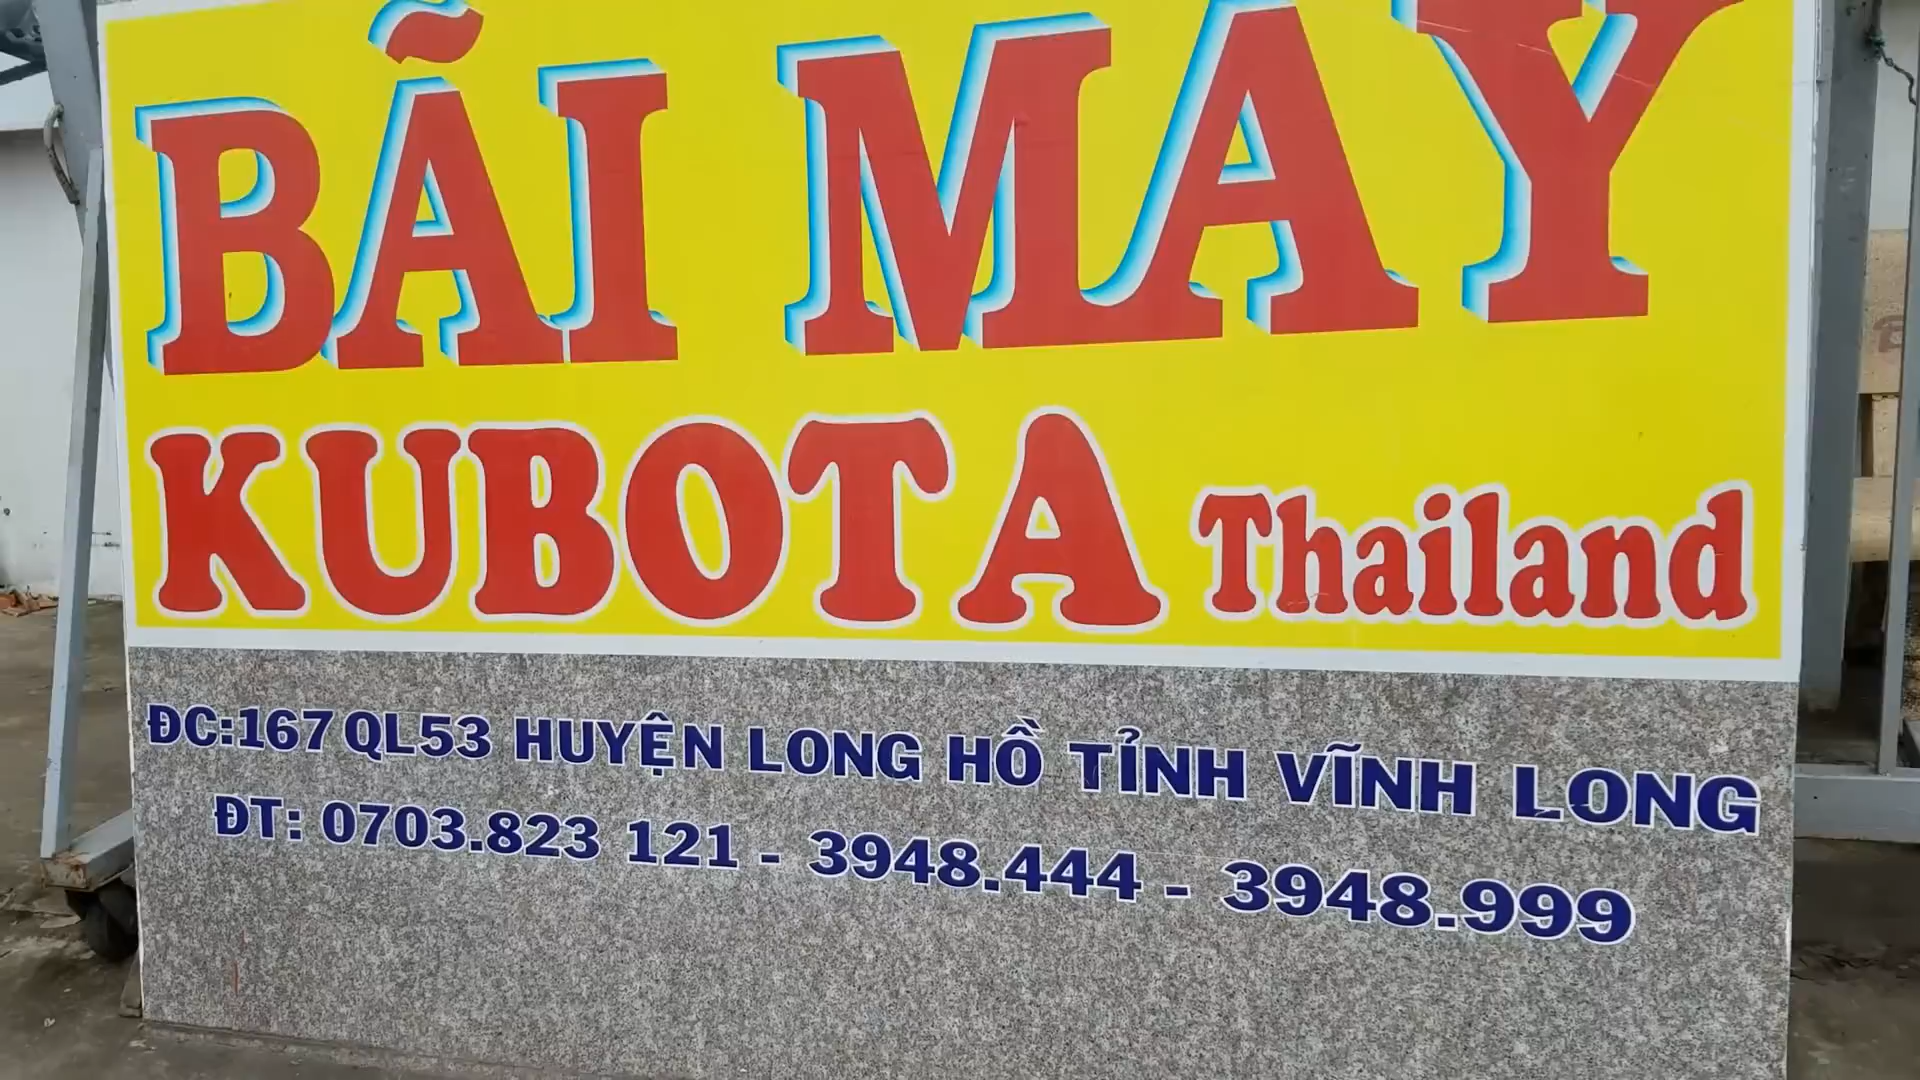 BÃI MAY
KUBOTA Thailand
ĐC:167 QL53 HUYỆN LONG HỒ TỈNH VĨNH LONG
ĐT: 0703.823 121 - 3948.444 - 3948.999